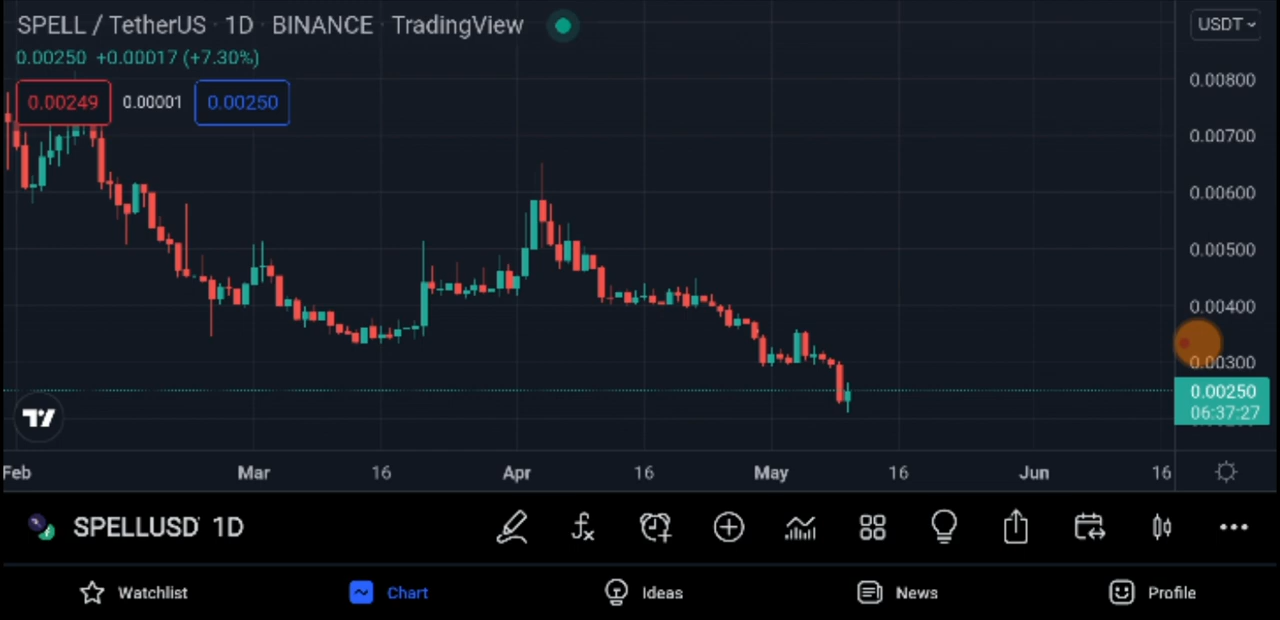 SPELL / TetherUS · 1D · BINANCE · TradingView
USDT
0.00250 +0.00017 (+7.30%)
0.00249 0.00001 0.00250
0.00800
0.00700
0.00600
0.00500
0.00400
0.00300
0.00250
06:37:27
Feb Mar 16 Apr 16 May 16 Jun 16
SPELLUSD 1D
Watchlist Chart Ideas News Profile